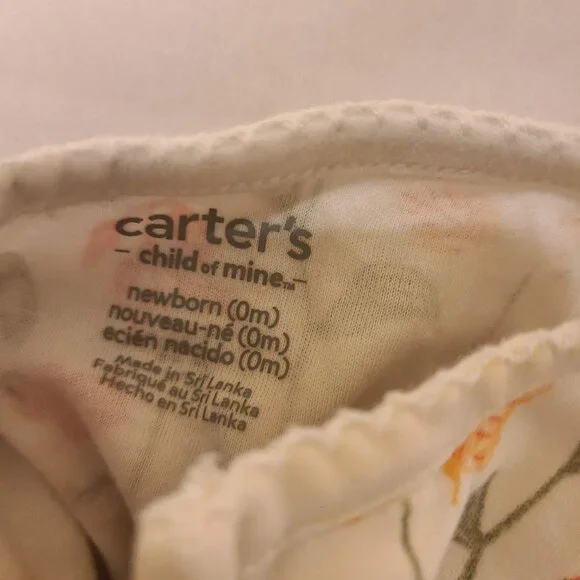 carter's
- child of mine™ -
newborn (0m)
nouveau-né (0m)
ecién nacido (0m)
Made in Sri Lanka
Fabriqué au Sri Lanka
Hecho en Sri Lanka